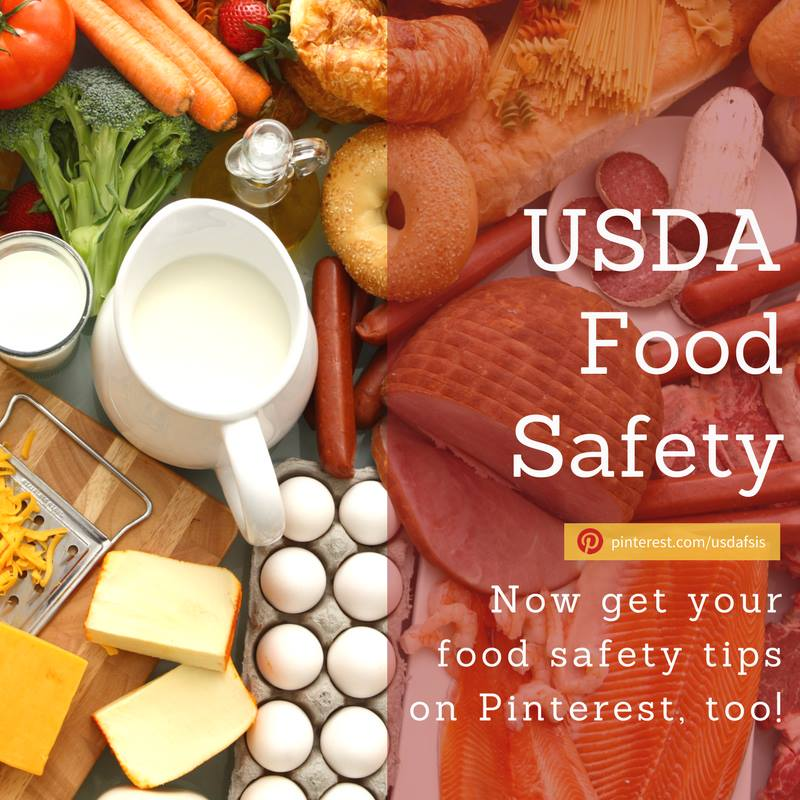 USDA
Food
Safety
pinterest.com/usdafsis
Now get your
food safety tips
on Pinterest, too!